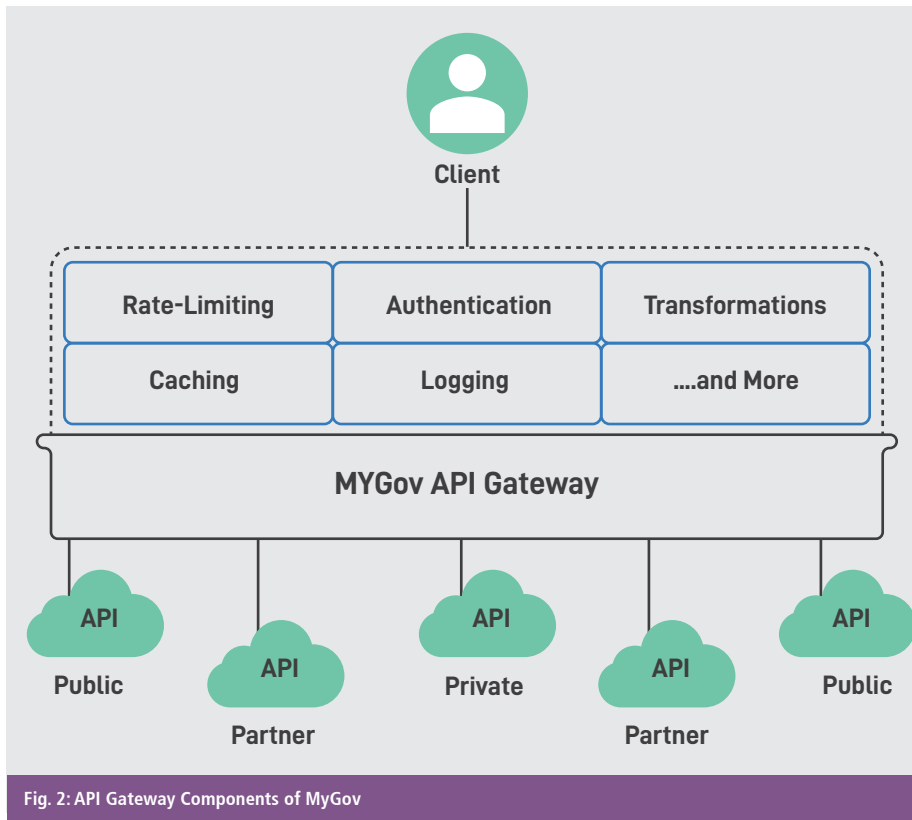 Client
Rate-Limiting
Authentication
Transformations
Caching
Logging
....and More
MYGov API Gateway
API
Public
API
Partner
API
Private
API
Partner
API
Public
Fig. 2: API Gateway Components of MyGov